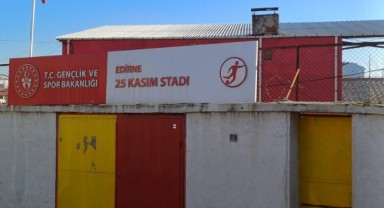 T.C. GENÇLİK VE
SPOR BAKANLIĞI
EDİRNE
25 KASIM STADI